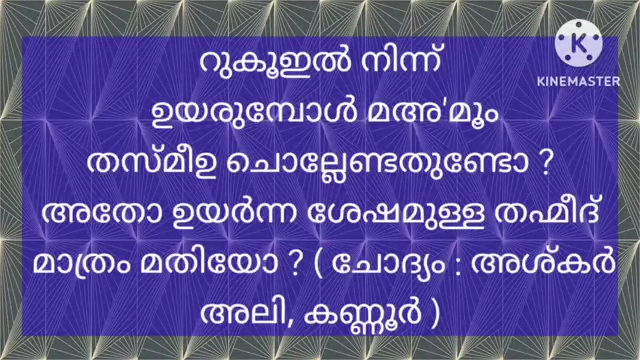 റുകൂഇൽ നിന്ന്
ഉയരുമ്പോൾ മഅ'മൂം
തസ്മീഉ ചൊല്ലേണ്ടതുണ്ടോ ?
അതോ ഉയർന്ന ശേഷമുള്ള തഹ്മീദ്
മാത്രം മതിയോ ? ( ചോദ്യം : അശ്കർ
അലി, കണ്ണൂർ )
K
KINEMASTER